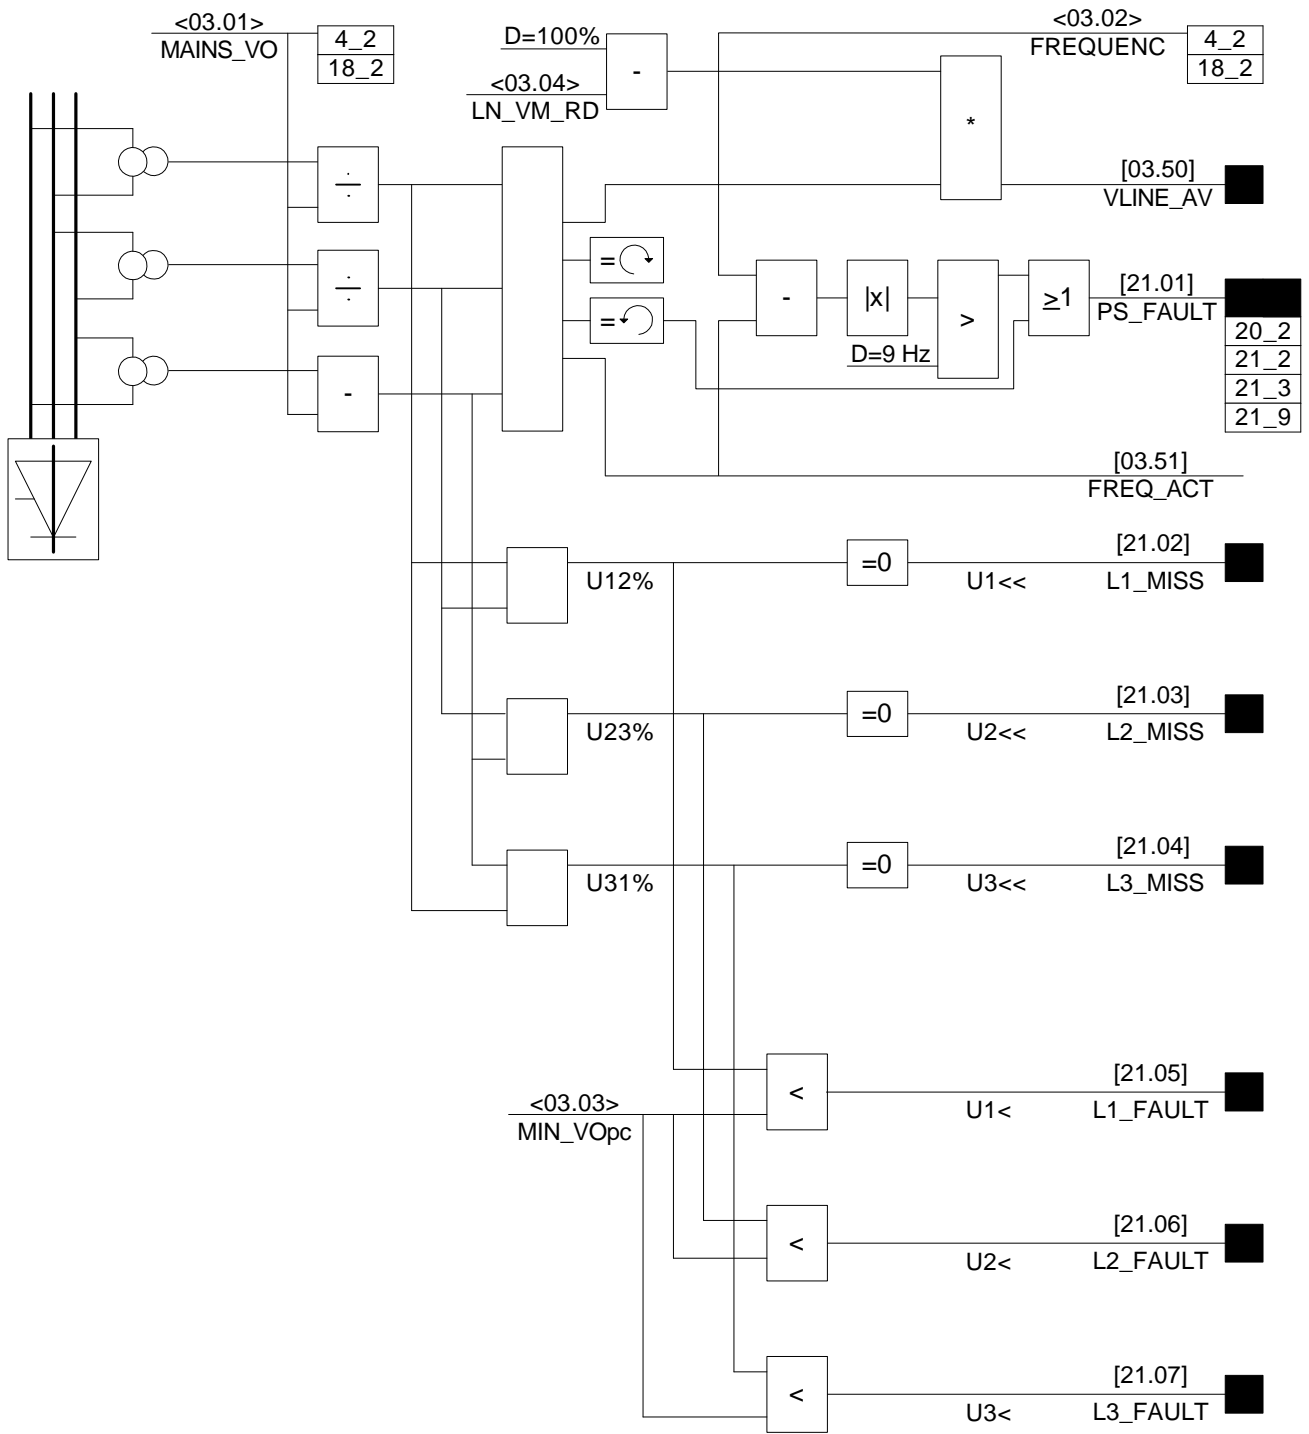 <03.01>
MAINS_VO
4_2
18_2
D=100%
<03.04>
LN_VM_RD
-
<03.02>
FREQUENC
4_2
18_2
*
÷
[03.50]
VLINE_AV
÷
=
=
-
|x|
>
D=9 Hz
≥1
[21.01]
PS_FAULT
20_2
21_2
21_3
21_9
-
[03.51]
FREQ_ACT
U12%
=0
U1<<
[21.02]
L1_MISS
U23%
=0
U2<<
[21.03]
L2_MISS
U31%
=0
U3<<
[21.04]
L3_MISS
<03.03>
MIN_VOpc
<
U1<
[21.05]
L1_FAULT
<
U2<
[21.06]
L2_FAULT
<
U3<
[21.07]
L3_FAULT